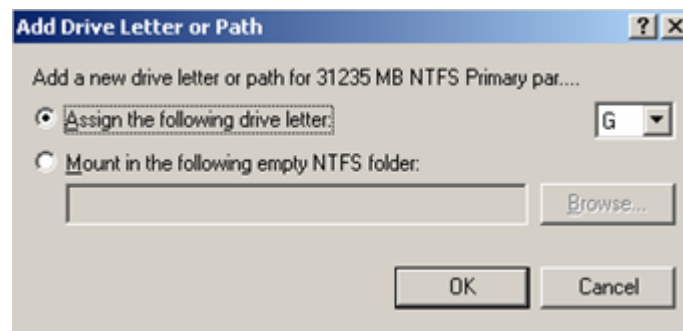 Add Drive Letter or Path
Add a new drive letter or path for 31235 MB NTFS Primary par....
Assign the following drive letter: G
Mount in the following empty NTFS folder:
Browse...
OK Cancel